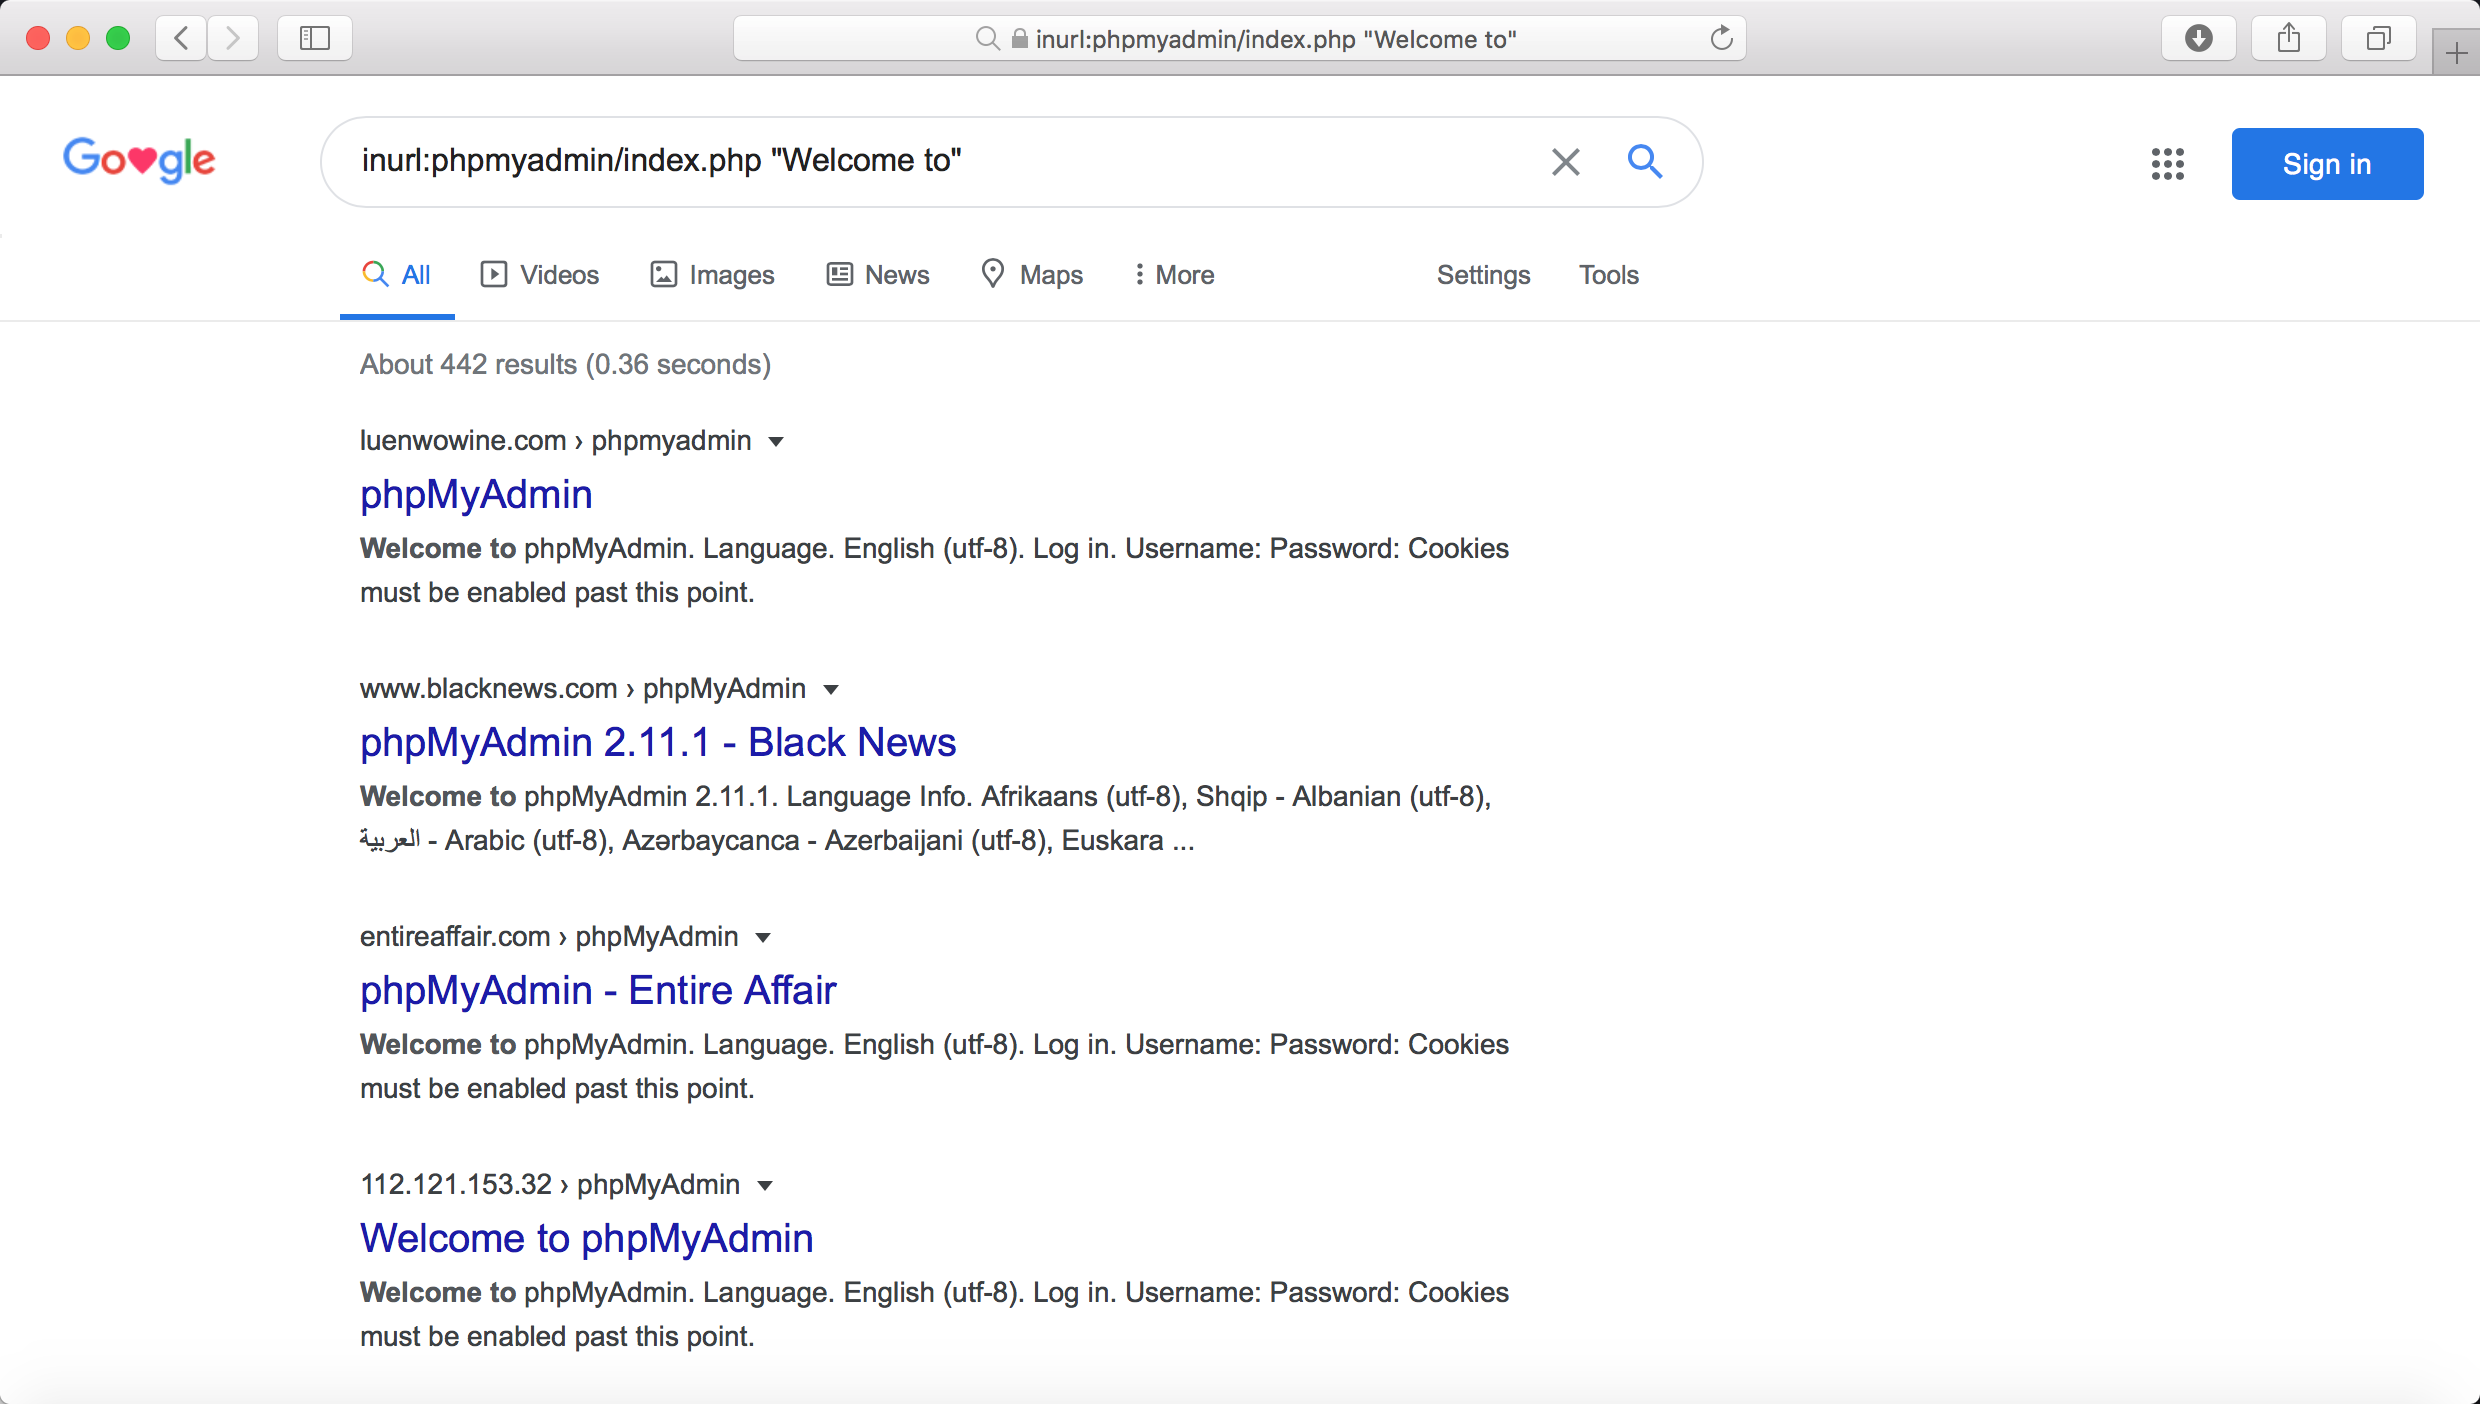 inurl:phpmyadmin/index.php "Welcome to"
Google
inurl:phpmyadmin/index.php "Welcome to"
Sign in
All Videos Images News Maps More Settings Tools
About 442 results (0.36 seconds)
luenwowine.com › phpmyadmin
phpMyAdmin
Welcome to phpMyAdmin. Language. English (utf-8). Log in. Username: Password: Cookies
must be enabled past this point.
www.blacknews.com › phpMyAdmin
phpMyAdmin 2.11.1 - Black News
Welcome to phpMyAdmin 2.11.1. Language Info. Afrikaans (utf-8), Shqip - Albanian (utf-8),
العربية - Arabic (utf-8), Azərbaycanca - Azerbaijani (utf-8), Euskara ...
entireaffair.com › phpMyAdmin
phpMyAdmin - Entire Affair
Welcome to phpMyAdmin. Language. English (utf-8). Log in. Username: Password: Cookies
must be enabled past this point.
112.121.153.32 › phpMyAdmin
Welcome to phpMyAdmin
Welcome to phpMyAdmin. Language. English (utf-8). Log in. Username: Password: Cookies
must be enabled past this point.